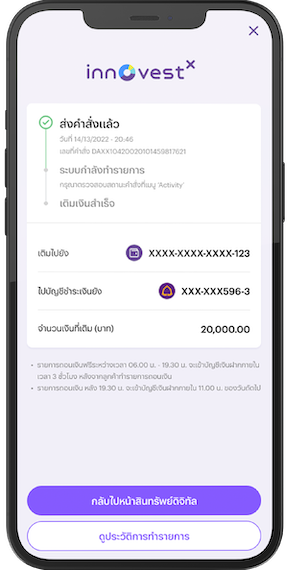 innovestx
ส่งคำสั่งแล้ว
วันที่ 14/13/2022 - 20:46
เลขที่คำสั่ง DAXX10420020101459817621
ระบบกำลังทำรายการ
กรุณาตรวจสอบสถานะคำสั่งที่เมนู 'Activity'
เติมเงินสำเร็จ
เติมไปยัง XXXX-XXXX-XXXX-123
ไปบัญชีชำระเงินยัง XXX-XXX596-3
จำนวนเงินที่เติม (บาท) 20,000.00
• รายการถอนเงินฟรีระหว่างเวลา 06.00 น. - 19.30 น. จะเข้าบัญชีเงินฝากภายใน
เวลา 3 ชั่วโมง หลังจากลูกค้าทำรายการถอนเงิน
• รายการถอนเงิน หลัง 19.30 น. จะเข้าบัญชีเงินฝากภายใน 11.00 น. ของวันถัดไป
กลับไปหน้าสินทรัพย์ดิจิทัล
ดูประวัติการทำรายการ